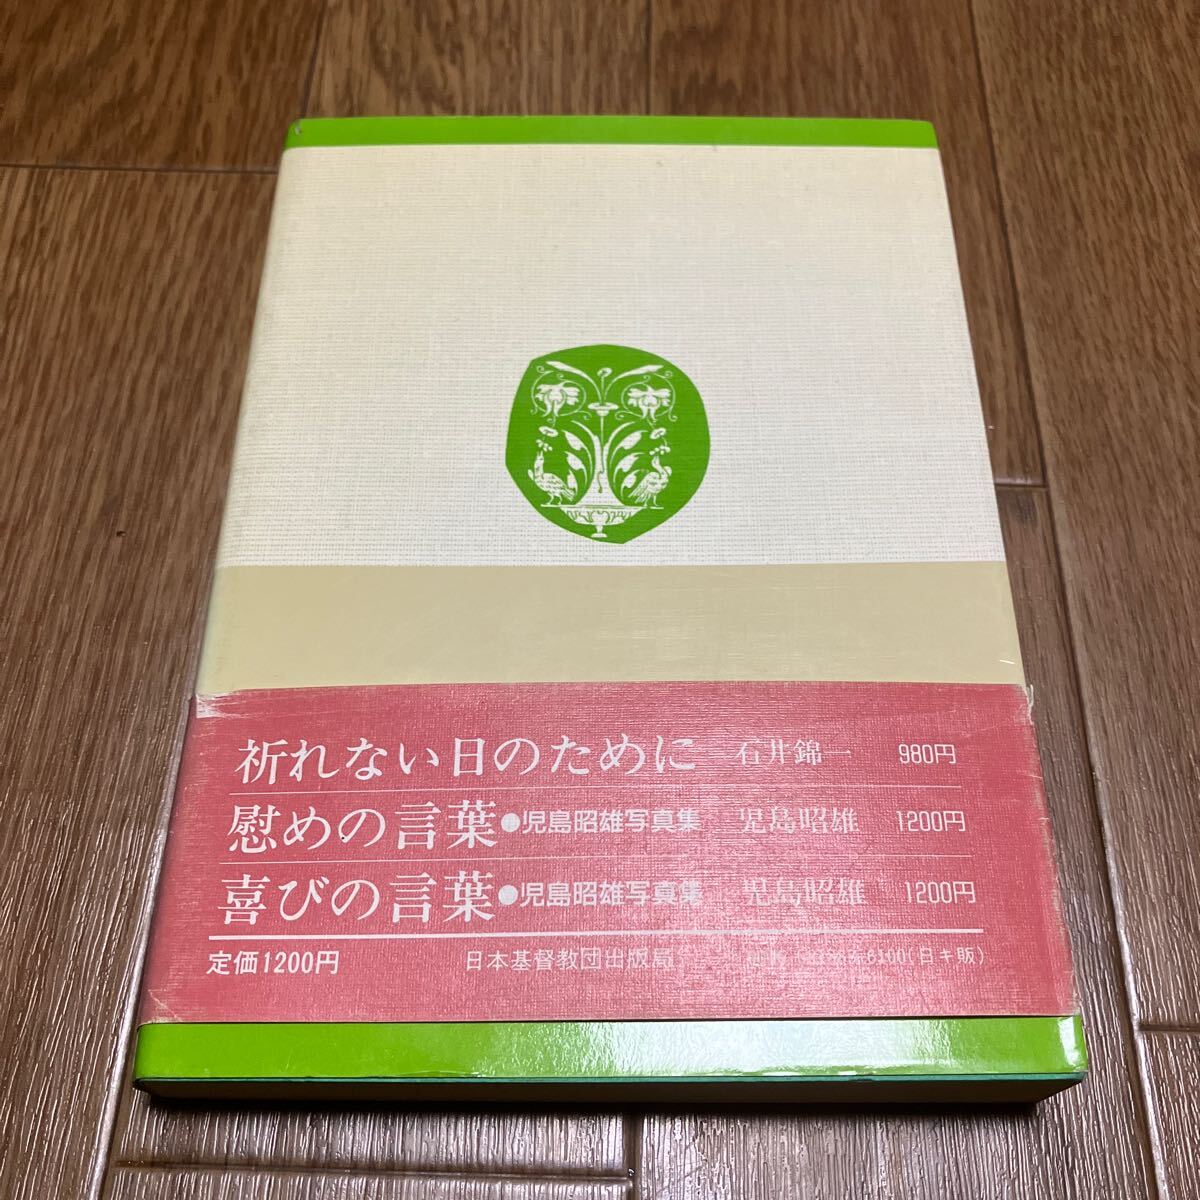 祈れない日のために 石井錦一 980円
慰めの言葉●児島昭雄写真集 児島昭雄 1200円
喜びの言葉●児島昭雄写真集 児島昭雄 1200円
定価1200円 日本基督教団出版局 6100(日キ販)